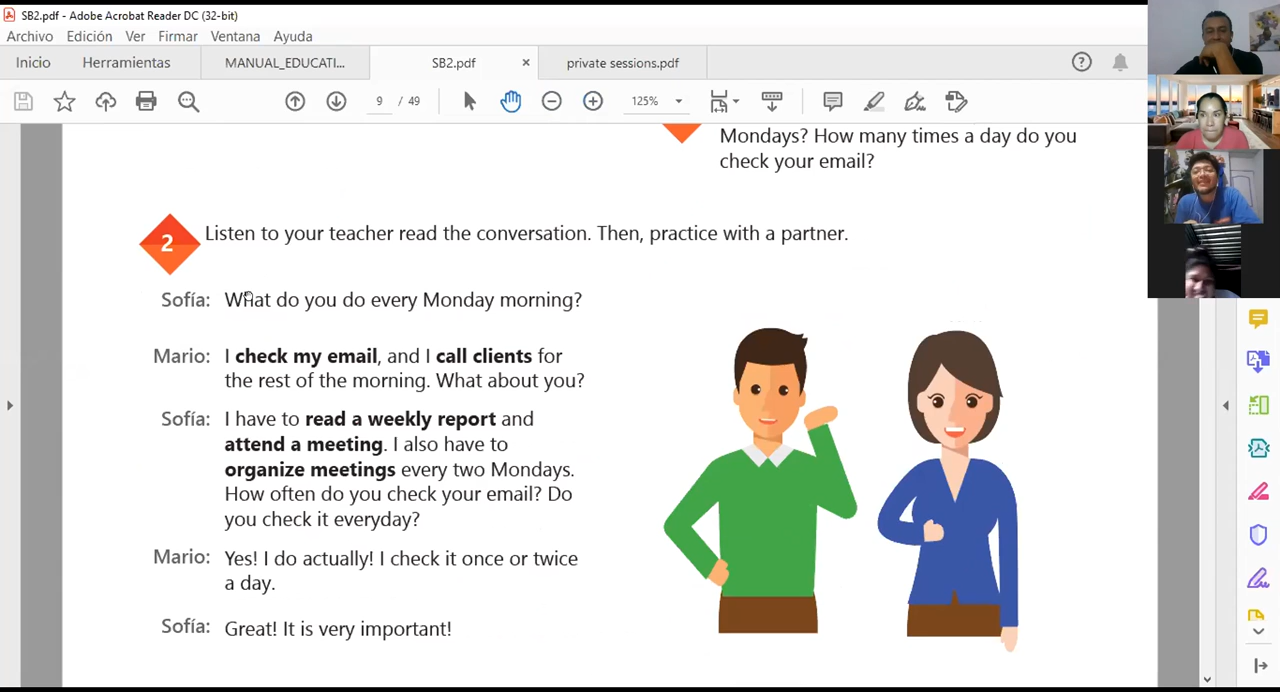 SB2.pdf - Adobe Acrobat Reader DC (32-bit)
Archivo Edición Ver Firmar Ventana Ayuda
Inicio Herramientas MANUAL_EDUCATI... SB2.pdf × private sessions.pdf
9 / 49 125%
Mondays? How many times a day do you
check your email?
2 Listen to your teacher read the conversation. Then, practice with a partner.
Sofía: What do you do every Monday morning?
Mario: I check my email, and I call clients for
the rest of the morning. What about you?
Sofía: I have to read a weekly report and
attend a meeting. I also have to
organize meetings every two Mondays.
How often do you check your email? Do
you check it everyday?
Mario: Yes! I do actually! I check it once or twice
a day.
Sofía: Great! It is very important!